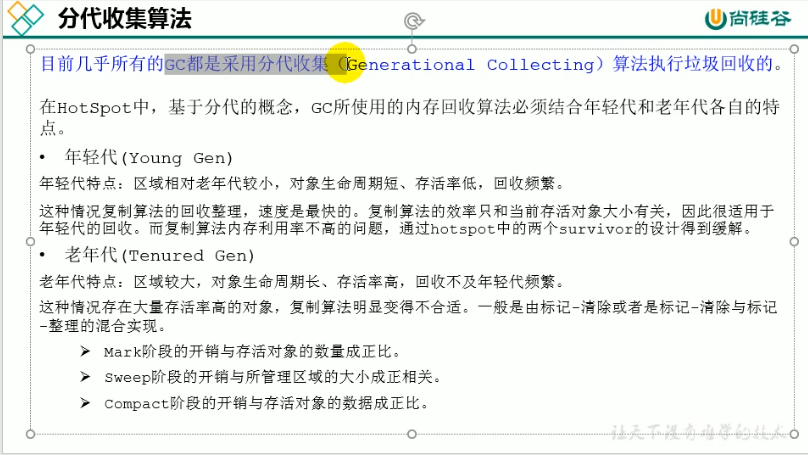 分代收集算法
尚硅谷
目前几乎所有的GC都是采用分代收集（Generational Collecting）算法执行垃圾回收的。
在HotSpot中，基于分代的概念，GC所使用的内存回收算法必须结合年轻代和老年代各自的特
点。
• 年轻代(Young Gen)
年轻代特点：区域相对老年代较小，对象生命周期短、存活率低，回收频繁。
这种情况复制算法的回收整理，速度是最快的。复制算法的效率只和当前存活对象大小有关，因此很适用于
年轻代的回收。而复制算法内存利用率不高的问题，通过hotspot中的两个survivor的设计得到缓解。
• 老年代(Tenured Gen)
老年代特点：区域较大，对象生命周期长、存活率高，回收不及年轻代频繁。
这种情况存在大量存活率高的对象，复制算法明显变得不合适。一般是由标记-清除或者是标记-清除与标记
-整理的混合实现。
➢ Mark阶段的开销与存活对象的数量成正比。
➢ Sweep阶段的开销与所管理区域的大小成正相关。
➢ Compact阶段的开销与存活对象的数据成正比。
让天下没有难学的技术